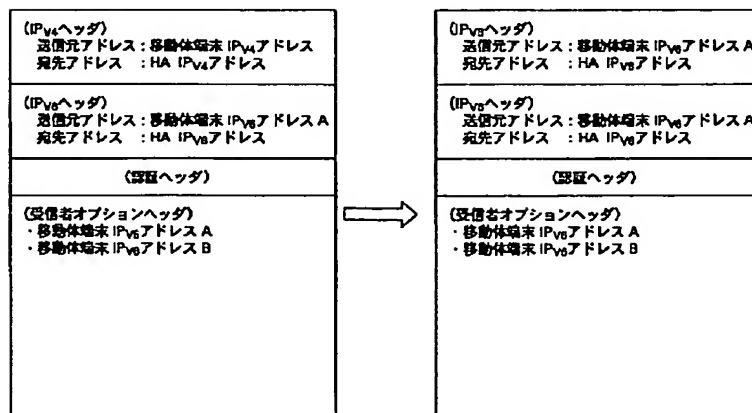 (IPV4ヘッダ)
送信元アドレス：移動体端末 IPV4アドレス
宛先アドレス ：HA IPV4アドレス
(IPV6ヘッダ)
送信元アドレス：移動体端末 IPV6アドレス A
宛先アドレス ：HA IPV6アドレス
(認証ヘッダ)
(受信者オプションヘッダ)
・移動体端末 IPV6アドレス A
・移動体端末 IPV6アドレス B
(IPV6ヘッダ)
送信元アドレス：移動体端末 IPV6アドレス A
宛先アドレス ：HA IPV6アドレス
(IPV6ヘッダ)
送信元アドレス：移動体端末 IPV6アドレス A
宛先アドレス ：HA IPV6アドレス
(認証ヘッダ)
(受信者オプションヘッダ)
・移動体端末 IPV6アドレス A
・移動体端末 IPV6アドレス B